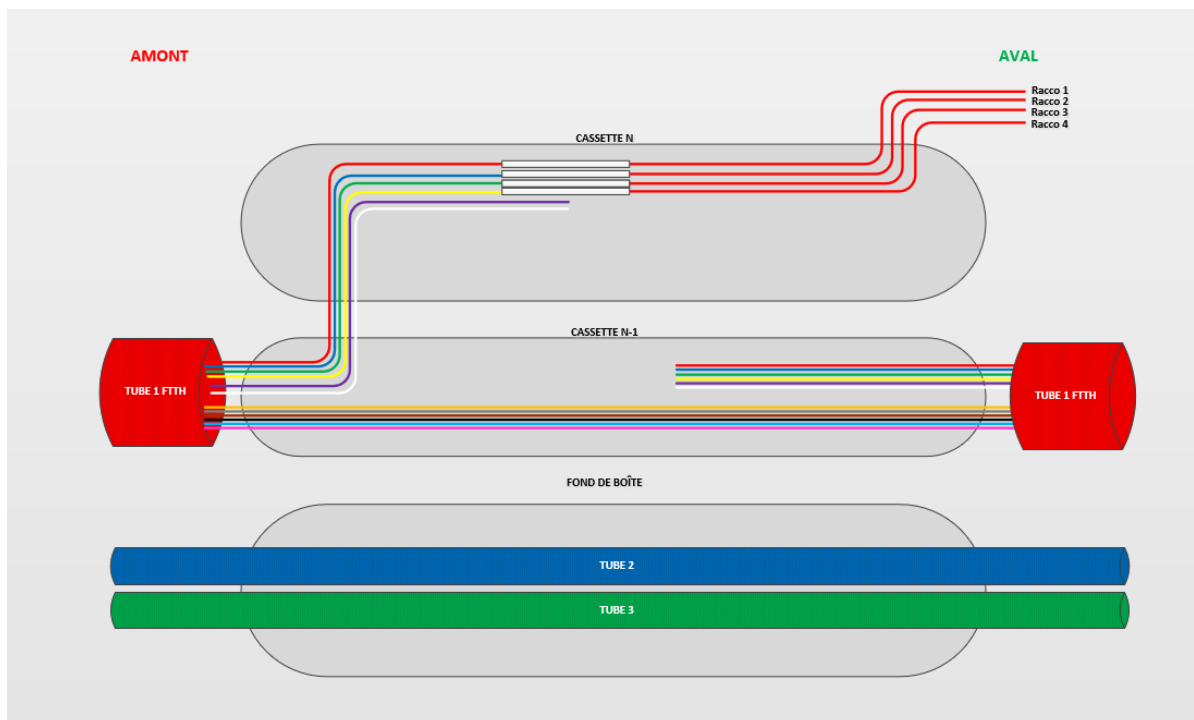 AMONT
AVAL
Racco 1
Racco 2
Racco 3
Racco 4
CASSETTE N
CASSETTE N-1
TUBE 1 FTTH
TUBE 1 FTTH
FOND DE BOÎTE
TUBE 2
TUBE 3